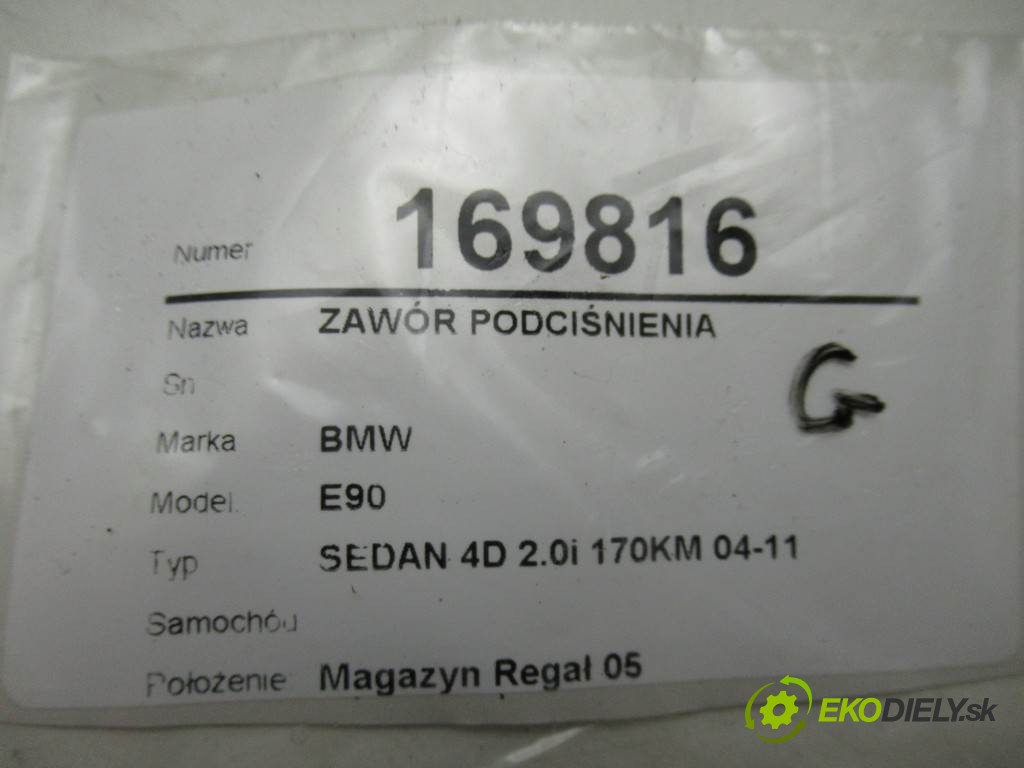 Numer 169816
Nazwa ZAWÓR PODCIŚNIENIA
G
Sn
Marka BMW
Model. E90
Typ SEDAN 4D 2.0i 170KM 04-11
Samochód
Położenie Magazyn Regał 05
EKODIELY.sk